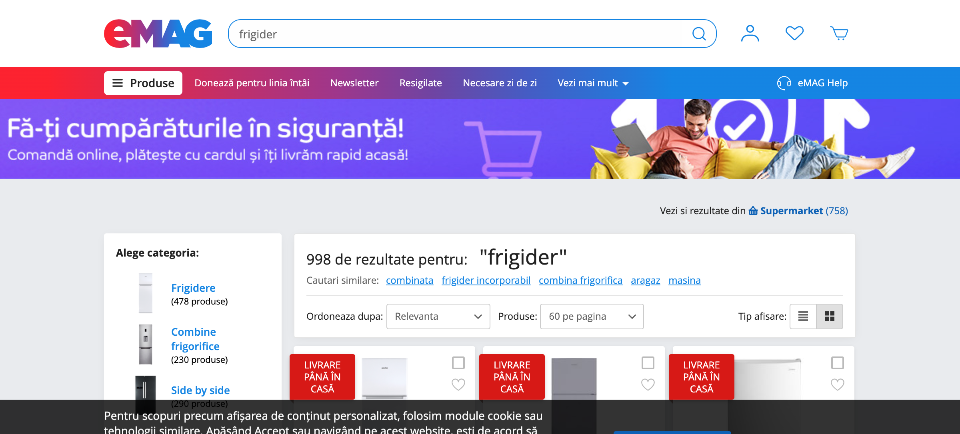 eMAG
frigider
Produse
Donează pentru linia întâi
Newsletter
Resigilate
Necesare zi de zi
Vezi mai mult
eMAG Help
Fă-ți cumpărăturile în siguranță!
Comandă online, plătește cu cardul și îți livrăm rapid acasă!
Vezi si rezultate din Supermarket (758)
Alege categoria:
Frigidere
(478 produse)
Combine
frigorifice
(230 produse)
Side by side
(290 produse)
998 de rezultate pentru: "frigider"
Cautari similare: combinata frigider incorporabil combina frigorifica aragaz masina
Ordoneaza dupa: Relevanta
Produse: 60 pe pagina
Tip afisare:
LIVRARE
PÂNĂ ÎN
CASĂ
LIVRARE
PÂNĂ ÎN
CASĂ
LIVRARE
PÂNĂ ÎN
CASĂ
Pentru scopuri precum afișarea de conținut personalizat, folosim module cookie sau
tehnologii similare. Apăsând Accept sau navigând pe acest website, ești de acord să